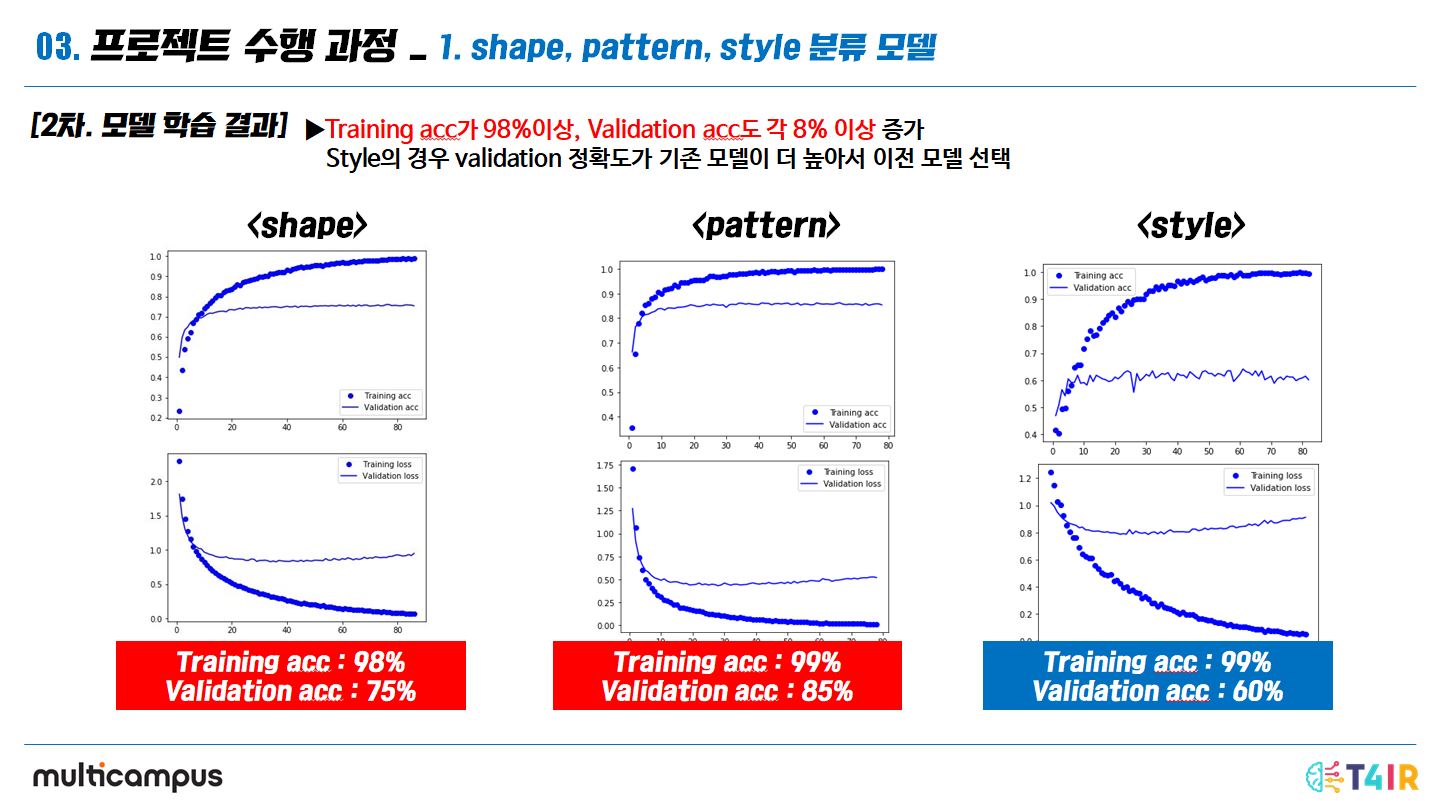 03. 프로젝트 수행 과정 _ 1. shape, pattern, style 분류 모델
[2차. 모델 학습 결과] ▶Training acc가 98%이상, Validation acc도 각 8% 이상 증가
Style의 경우 validation 정확도가 기존 모델이 더 높아서 이전 모델 선택
<shape>
1.0
0.9
0.8
0.7
0.6
0.5
0.4
0.3
0.2
0 20 40 60 80
Training acc
Validation acc
2.0
1.5
1.0
0.5
0.0
0 20 40 60 80
Training loss
Validation loss
Training acc : 98%
Validation acc : 75%
<pattern>
1.0
0.9
0.8
0.7
0.6
0.5
0.4
0 10 20 30 40 50 60 70 80
Training acc
Validation acc
1.75
1.50
1.25
1.00
0.75
0.50
0.25
0.00
Training loss
Validation loss
Training acc : 99%
Validation acc : 85%
<style>
1.0
0.9
0.8
0.7
0.6
0.5
0.4
0 10 20 30 40 50 60 70 80
Training acc
Validation acc
1.2
1.0
0.8
0.6
0.4
0.2
Training loss
Validation loss
Training acc : 99%
Validation acc : 60%
multicampus
T4IR